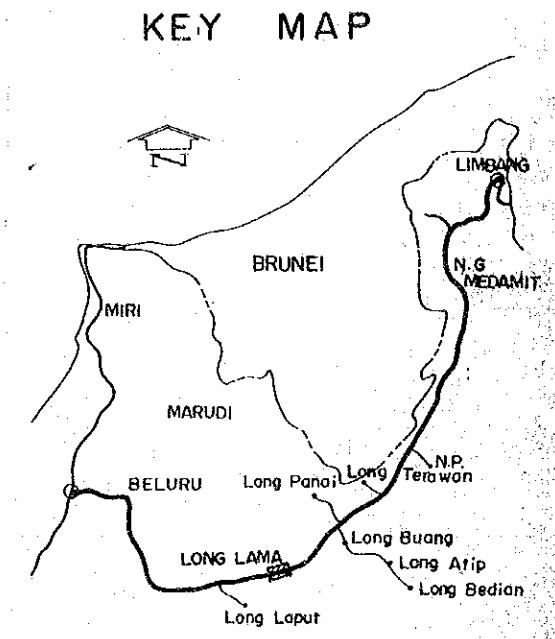 KEY MAP
N
LIMBANG
BRUNEI
N.G
MEDAMIT
MIRI
MARUDI
N.P.
BELURU
Long Panai
Long
Terawan
Long Buang
LONG LAMA
Long Atip
Long Bedian
Long Laput